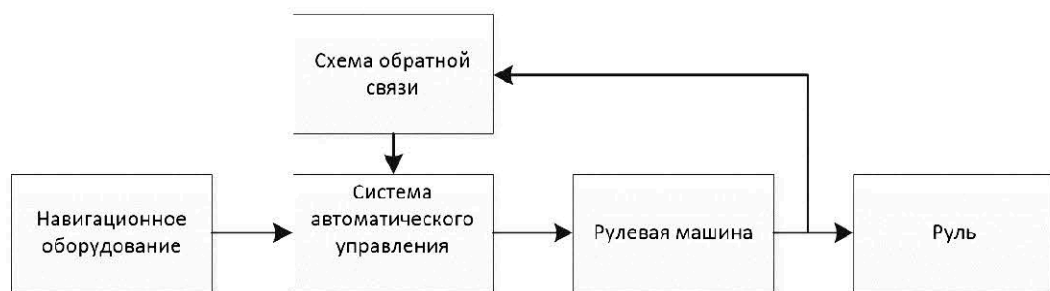 Схема обратной
связи
Навигационное
оборудование
Система
автоматического
управления
Рулевая машина
Руль